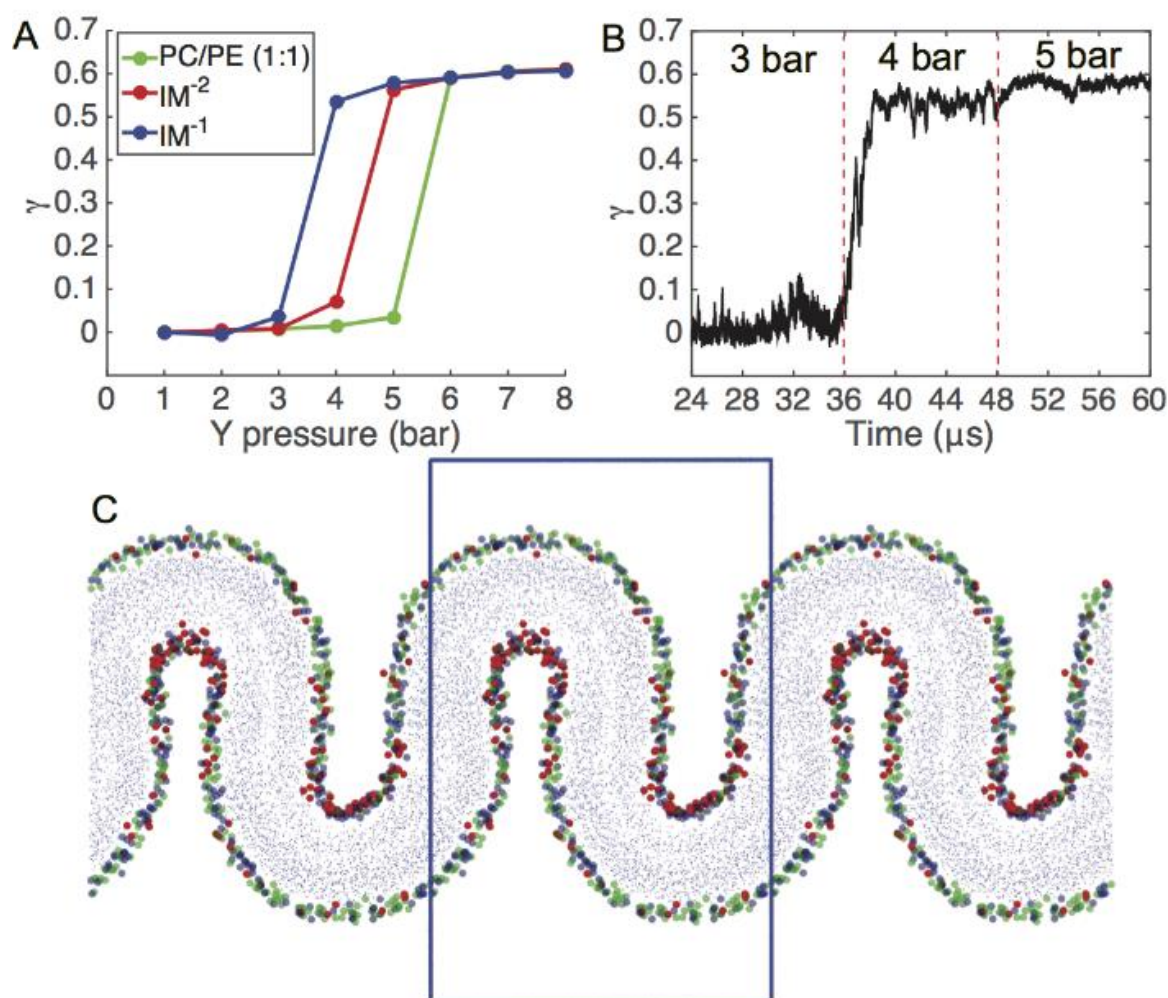 A
PC/PE (1:1)
IM⁻²
IM⁻¹
0.7
0.6
0.5
0.4
0.3
0.2
0.1
0
γ
0 1 2 3 4 5 6 7 8
Y pressure (bar)
B
3 bar 4 bar 5 bar
0.7
0.6
0.5
0.4
0.3
0.2
0.1
0
γ
24 28 32 36 40 44 48 52 56 60
Time (μs)
C